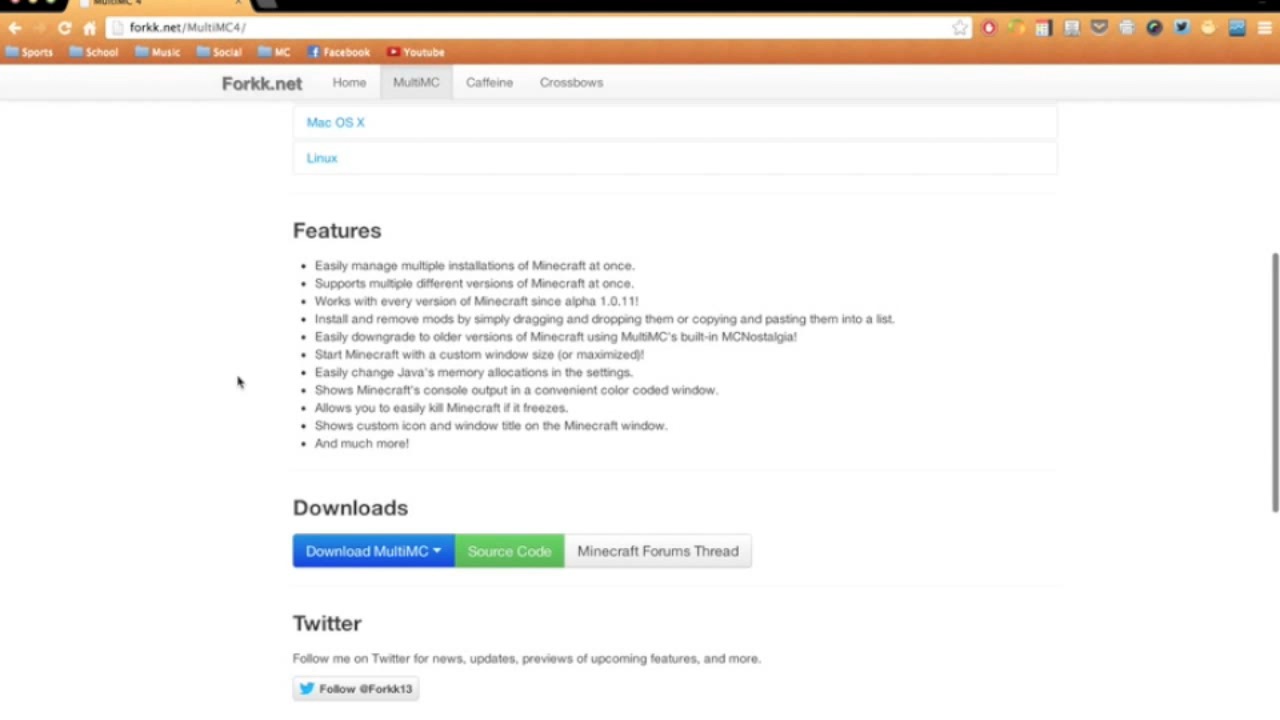 MultiMC 4
forkk.net/MultiMC4/
Sports School Music Social MC Facebook Youtube
Forkk.net Home MultiMC Caffeine Crossbows
Mac OS X
Linux
Features
Easily manage multiple installations of Minecraft at once.
Supports multiple different versions of Minecraft at once.
Works with every version of Minecraft since alpha 1.0.11!
Install and remove mods by simply dragging and dropping them or copying and pasting them into a list.
Easily downgrade to older versions of Minecraft using MultiMC's built-in MCNostalgia!
Start Minecraft with a custom window size (or maximized)!
Easily change Java's memory allocations in the settings.
Shows Minecraft's console output in a convenient color coded window.
Allows you to easily kill Minecraft if it freezes.
Shows custom icon and window title on the Minecraft window.
And much more!
Downloads
Download MultiMC Source Code Minecraft Forums Thread
Twitter
Follow me on Twitter for news, updates, previews of upcoming features, and more.
Follow @Forkk13